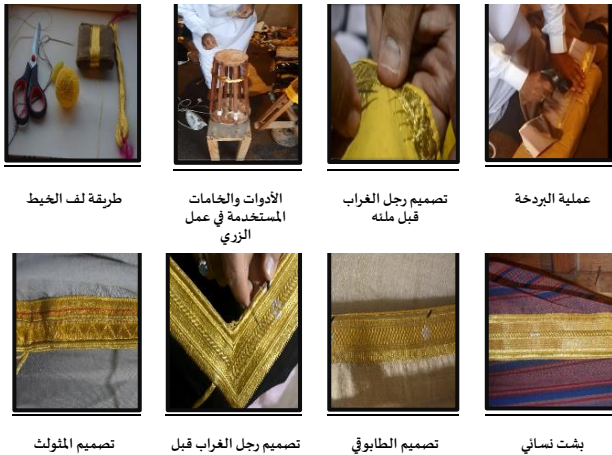 عملية البردخة
تصميم رجل الغراب
قبل ملئه
الأدوات والخامات
المستخدمة في عمل
الزري
طريقة لف الخيط
بشت نسائي
تصميم الطابوقي
تصميم رجل الغراب قبل
تصميم المثولث